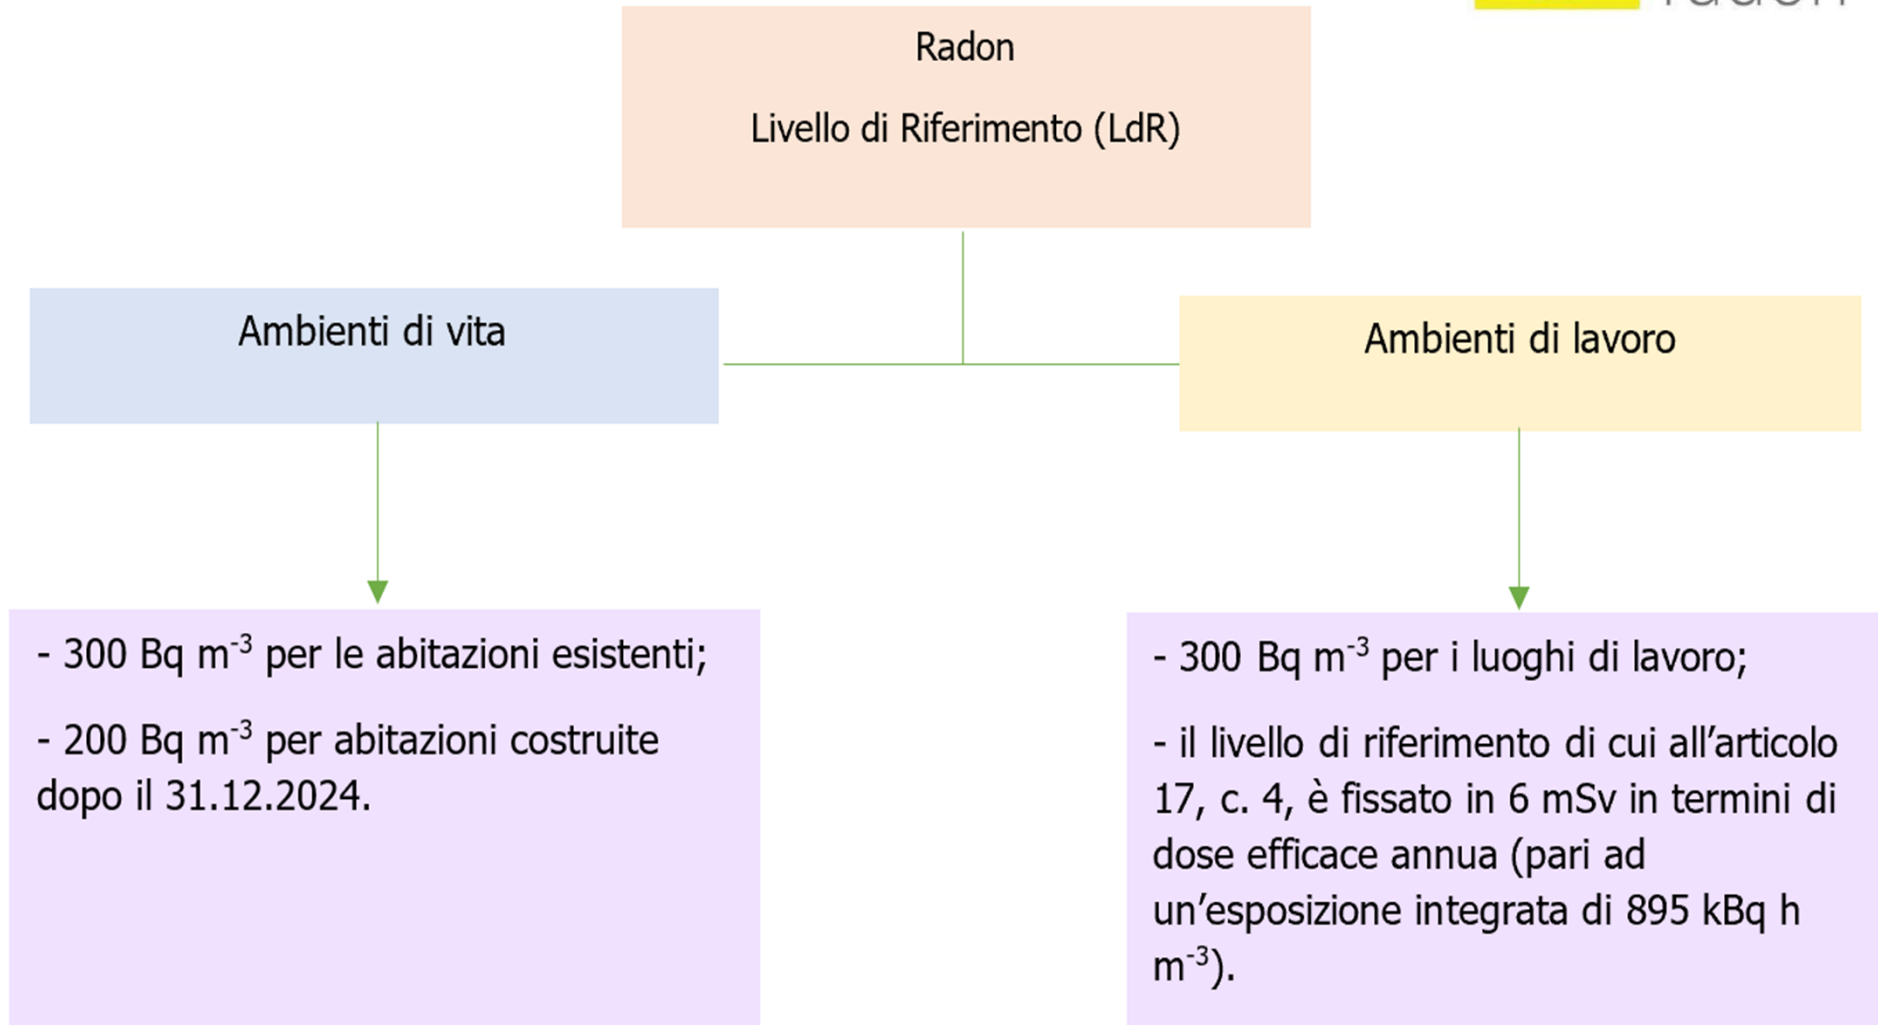 Radon
Livello di Riferimento (LdR)
Ambienti di vita
Ambienti di lavoro
- 300 Bq m⁻³ per le abitazioni esistenti;
- 200 Bq m⁻³ per abitazioni costruite
dopo il 31.12.2024.
- 300 Bq m⁻³ per i luoghi di lavoro;
- il livello di riferimento di cui all’articolo
17, c. 4, è fissato in 6 mSv in termini di
dose efficace annua (pari ad
un’esposizione integrata di 895 kBq h
m⁻³).